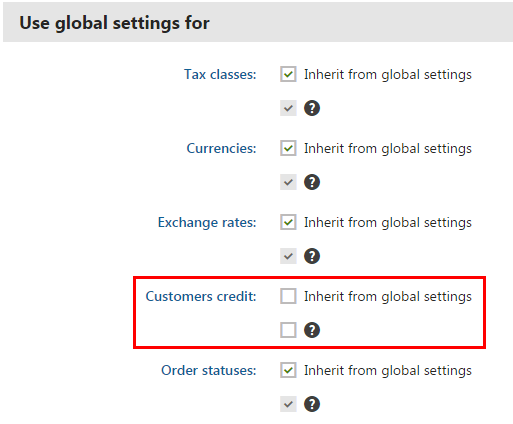 Use global settings for
Tax classes: Inherit from global settings
?
Currencies: Inherit from global settings
?
Exchange rates: Inherit from global settings
?
Customers credit: Inherit from global settings
?
Order statuses: Inherit from global settings
?